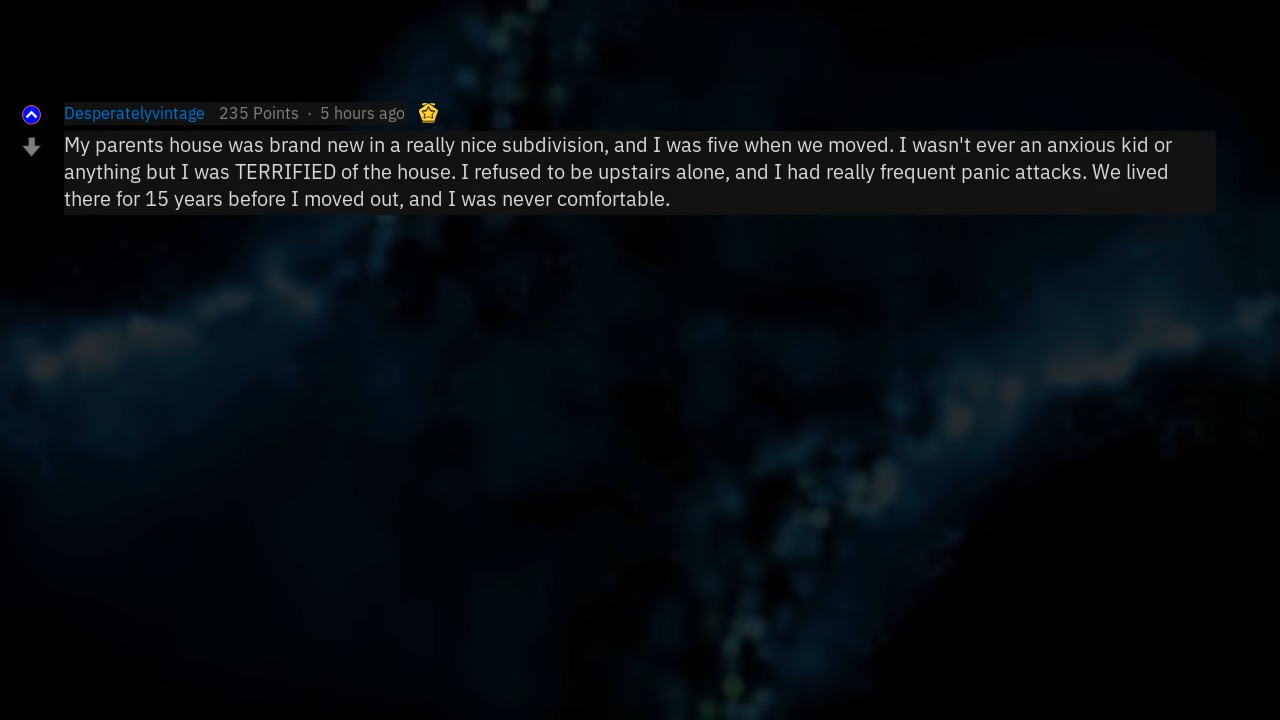 Desperatelyvintage 235 Points · 5 hours ago
My parents house was brand new in a really nice subdivision, and I was five when we moved. I wasn't ever an anxious kid or
anything but I was TERRIFIED of the house. I refused to be upstairs alone, and I had really frequent panic attacks. We lived
there for 15 years before I moved out, and I was never comfortable.